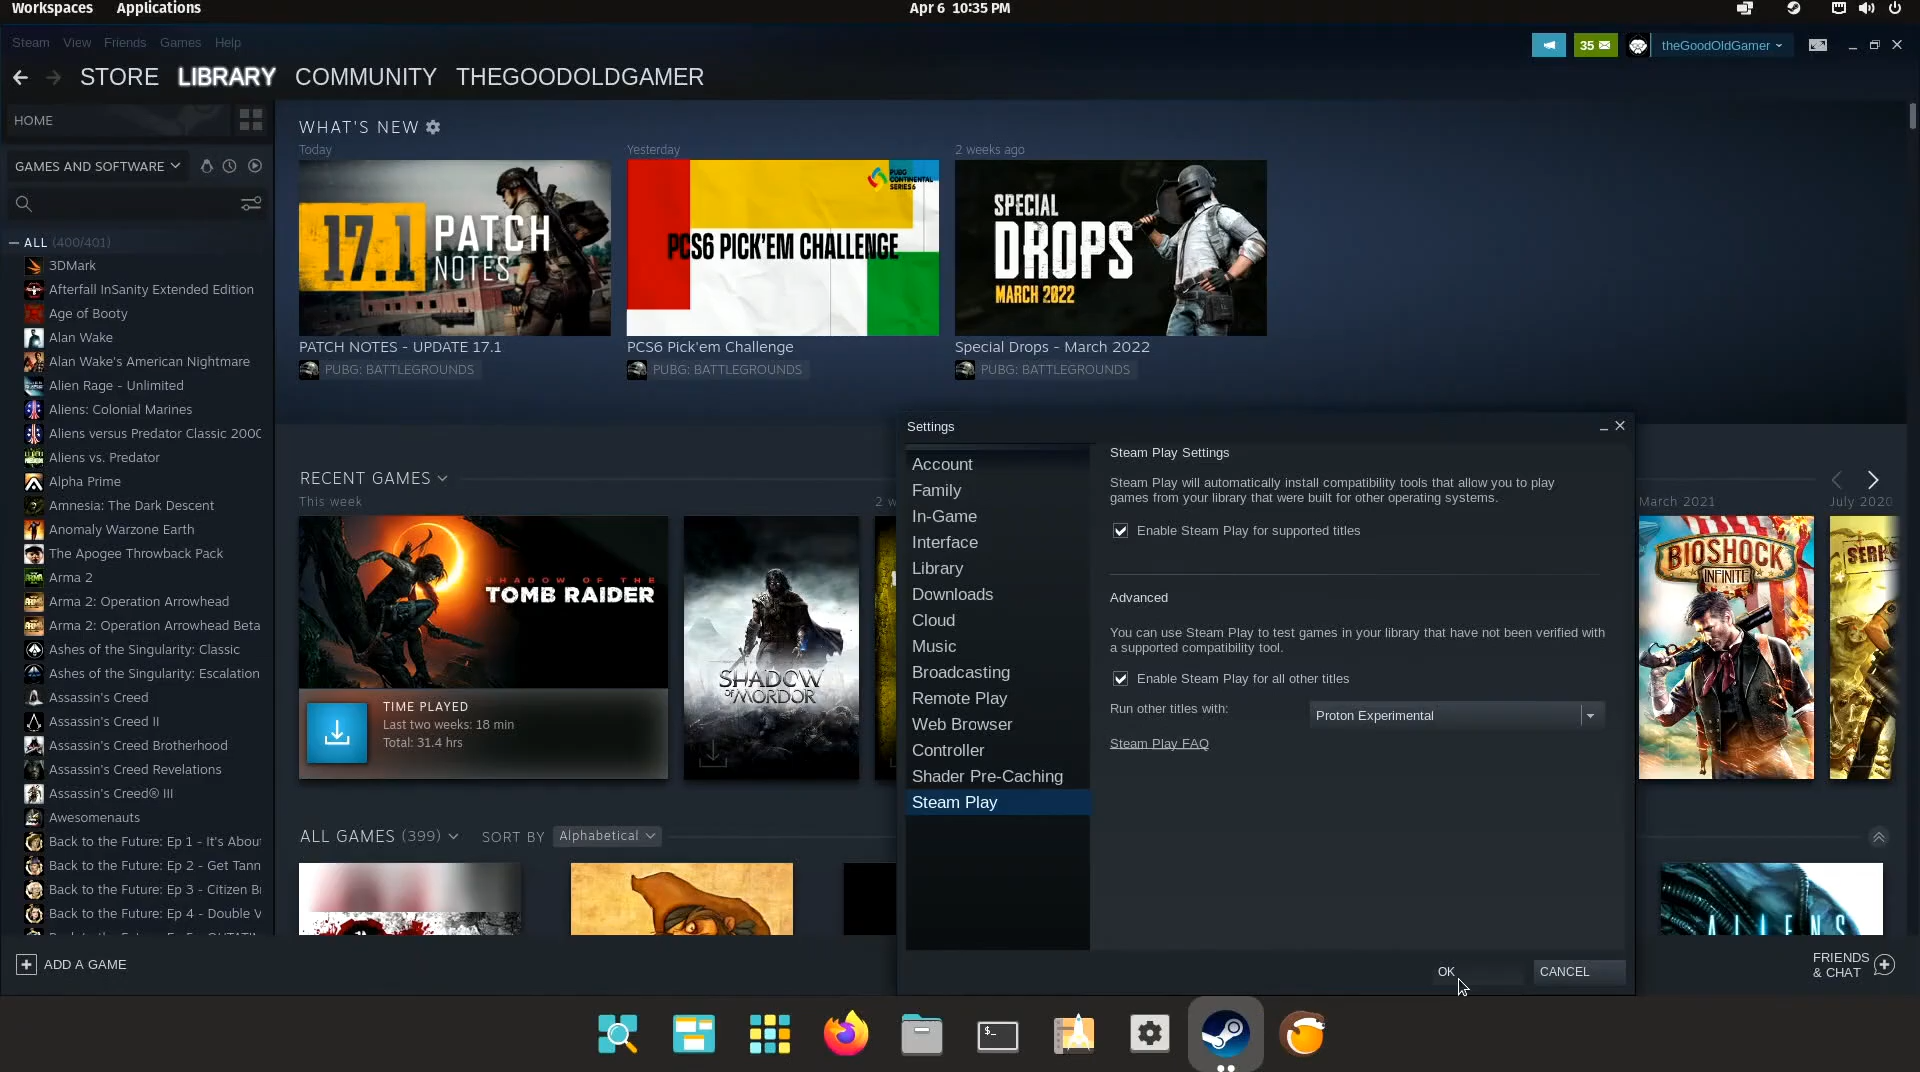 Workspaces Applications Apr 6 10:35 PM
Steam View Friends Games Help
35 theGoodOldGamer
STORE LIBRARY COMMUNITY THEGOODOLDGAMER
HOME
GAMES AND SOFTWARE
ALL (400/401)
3DMark
Afterfall InSanity Extended Edition
Age of Booty
Alan Wake
Alan Wake's American Nightmare
Alien Rage - Unlimited
Aliens: Colonial Marines
Aliens versus Predator Classic 2000
Aliens vs. Predator
Alpha Prime
Amnesia: The Dark Descent
Anomaly Warzone Earth
The Apogee Throwback Pack
Arma 2
Arma 2: Operation Arrowhead
Arma 2: Operation Arrowhead Beta
Ashes of the Singularity: Classic
Ashes of the Singularity: Escalation
Assassin's Creed
Assassin's Creed II
Assassin's Creed Brotherhood
Assassin's Creed Revelations
Assassin's Creed® III
Awesomenauts
Back to the Future: Ep 1 - It's About
Back to the Future: Ep 2 - Get Tann
Back to the Future: Ep 3 - Citizen Br
Back to the Future: Ep 4 - Double V
ADD A GAME
WHAT'S NEW
Today
17.1 PATCH
NOTES
PATCH NOTES - UPDATE 17.1
PUBG: BATTLEGROUNDS
Yesterday
PUBG
CONTINENTAL
SERIES 6
PCS6 PICK'EM CHALLENGE
PCS6 Pick'em Challenge
PUBG: BATTLEGROUNDS
2 weeks ago
SPECIAL
DROPS
MARCH 2022
Special Drops - March 2022
PUBG: BATTLEGROUNDS
RECENT GAMES
This week
2 w
March 2021
July 2020
SHADOW OF THE
TOMB RAIDER
TIME PLAYED
Last two weeks: 18 min
Total: 31.4 hrs
SHADOW
OF MORDOR
BIOSHOCK
INFINITE
SERI
ALL GAMES (399) SORT BY Alphabetical
ALIENS
Settings
Account
Family
In-Game
Interface
Library
Downloads
Cloud
Music
Broadcasting
Remote Play
Web Browser
Controller
Shader Pre-Caching
Steam Play
Steam Play Settings
Steam Play will automatically install compatibility tools that allow you to play
games from your library that were built for other operating systems.
Enable Steam Play for supported titles
Advanced
You can use Steam Play to test games in your library that have not been verified with
a supported compatibility tool.
Enable Steam Play for all other titles
Run other titles with: Proton Experimental
Steam Play FAQ
OK CANCEL
FRIENDS
& CHAT
$_